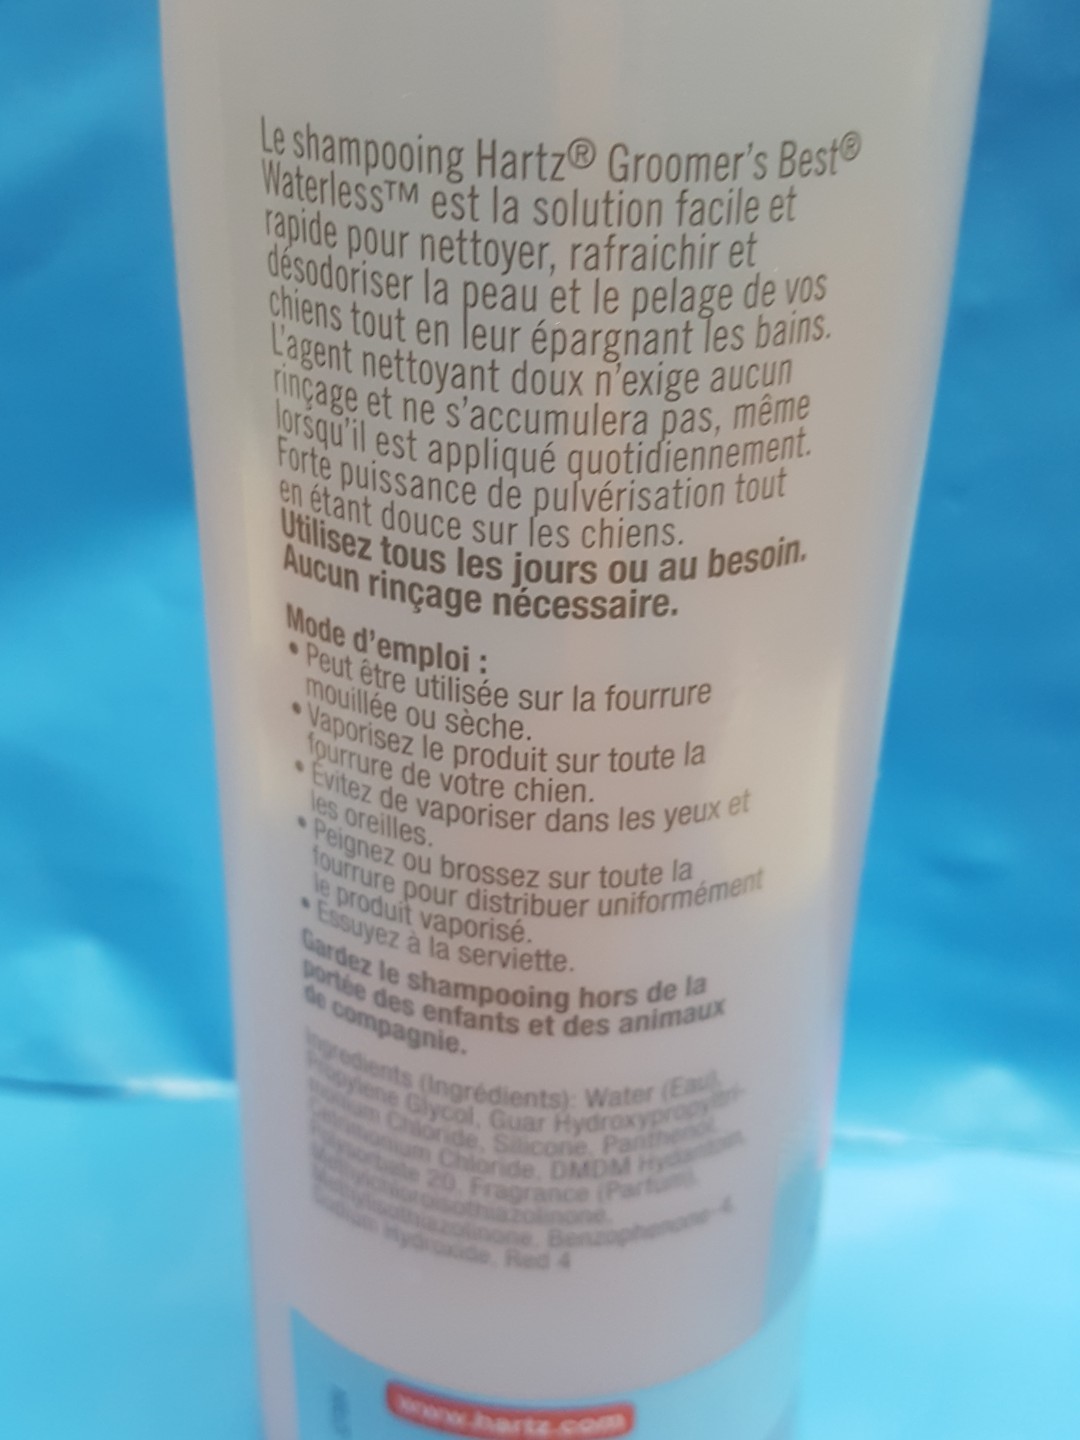 Le shampooing Hartz® Groomer's Best®
Waterless™ est la solution facile et
rapide pour nettoyer, rafraichir et
désodoriser la peau et le pelage de vos
chiens tout en leur épargnant les bains.
L'agent nettoyant doux n'exige aucun
rinçage et ne s'accumulera pas, même
lorsqu'il est appliqué quotidiennement.
Forte puissance de pulvérisation tout
en étant douce sur les chiens.
Utilisez tous les jours ou au besoin.
Aucun rinçage nécessaire.
Mode d'emploi :
• Peut être utilisée sur la fourrure
mouillée ou sèche.
• Vaporisez le produit sur toute la
fourrure de votre chien.
• Évitez de vaporiser dans les yeux et
les oreilles.
• Peignez ou brossez sur toute la
fourrure pour distribuer uniformément
le produit vaporisé.
• Essuyez à la serviette.
Gardez le shampooing hors de la
portée des enfants et des animaux
de compagnie.
Ingredients (Ingrédients): Water (Eau),
Propylene Glycol, Guar Hydroxypropyltri-
Chloride, Silicone, Panthenol,
Chloride, DMDM Hydantoin,
Polysorbate 20, Fragrance (Parfum),
Methylchloroisothiazolinone,
Methylisothiazolinone, Benzophenone-4,
Sodium Hydroxide, Red 4
www.hartz.com